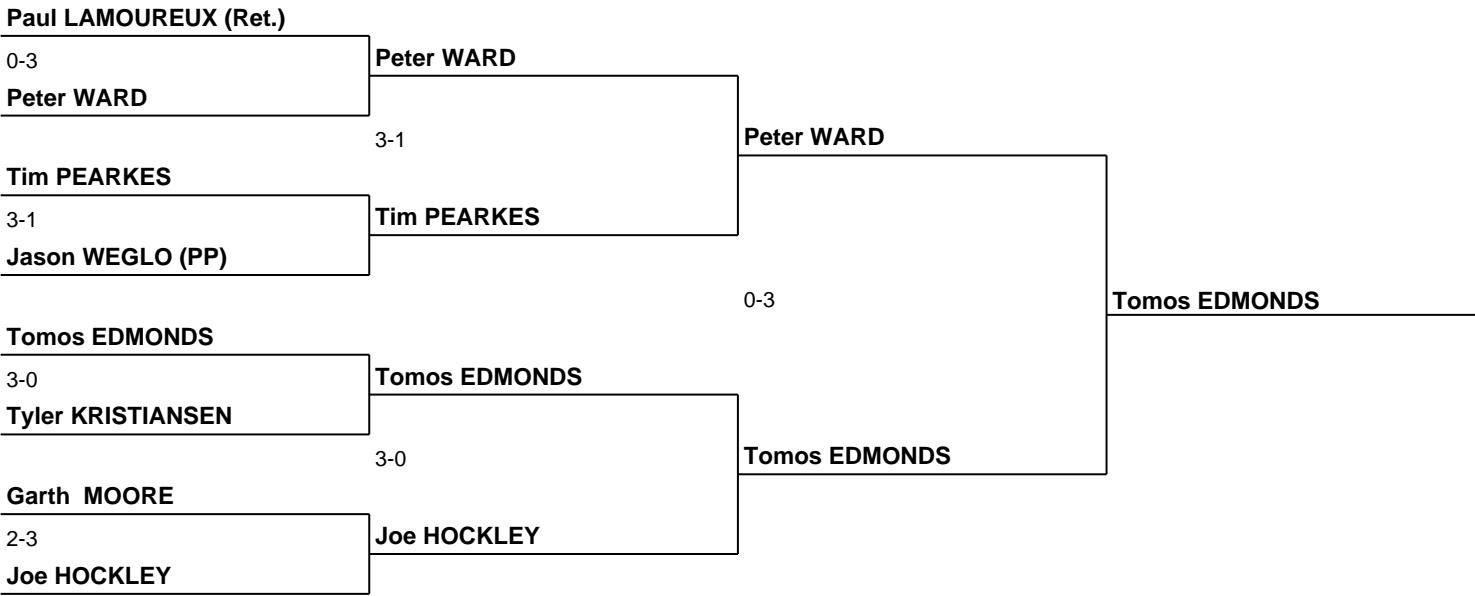 Paul LAMOUREUX (Ret.)
0-3
Peter WARD
Peter WARD
3-1
Peter WARD
Tim PEARKES
3-1
Tim PEARKES
Jason WEGLO (PP)
0-3
Tomos EDMONDS
Tomos EDMONDS
3-0
Tomos EDMONDS
Tyler KRISTIANSEN
3-0
Tomos EDMONDS
Garth  MOORE
2-3
Joe HOCKLEY
Joe HOCKLEY